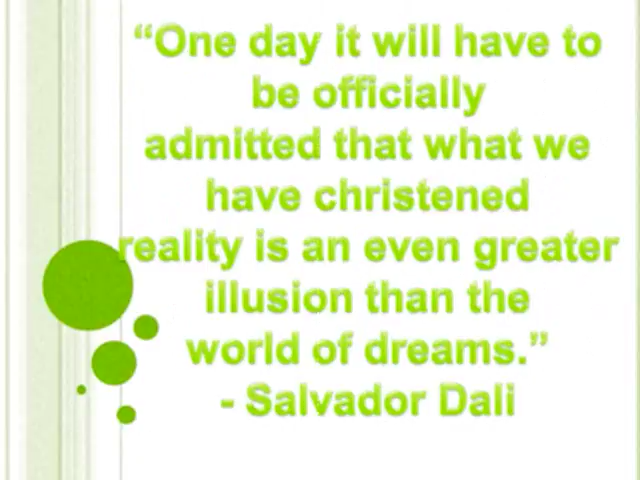 “One day it will have to
be officially
admitted that what we
have christened
reality is an even greater
illusion than the
world of dreams.”
- Salvador Dali